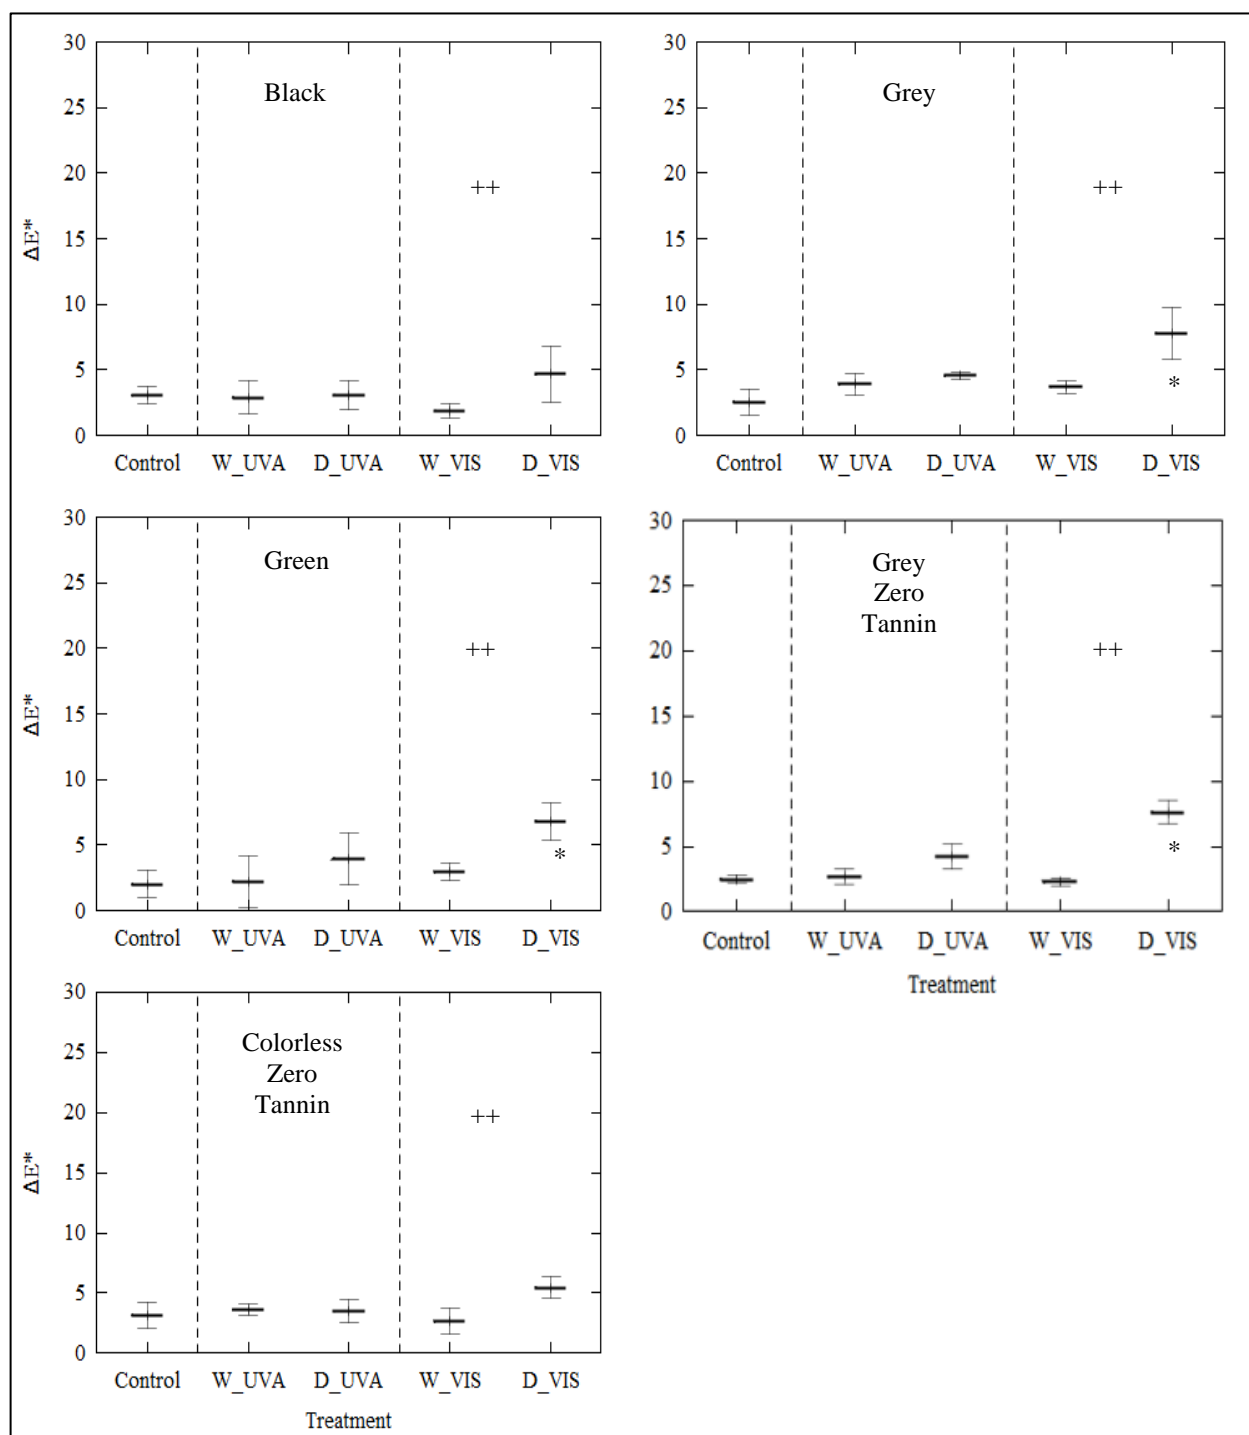 30
25
20
15
10
5
0
ΔE*
Black
++
Control W_UVA D_UVA W_VIS D_VIS
30
25
20
15
10
5
0
Grey
++
*
Control W_UVA D_UVA W_VIS D_VIS
30
25
20
15
10
5
0
ΔE*
Green
++
*
Control W_UVA D_UVA W_VIS D_VIS
30
25
20
15
10
5
0
Grey
Zero
Tannin
++
*
Control W_UVA D_UVA W_VIS D_VIS
Treatment
30
25
20
15
10
5
0
ΔE*
Colorless
Zero
Tannin
++
Control W_UVA D_UVA W_VIS D_VIS
Treatment